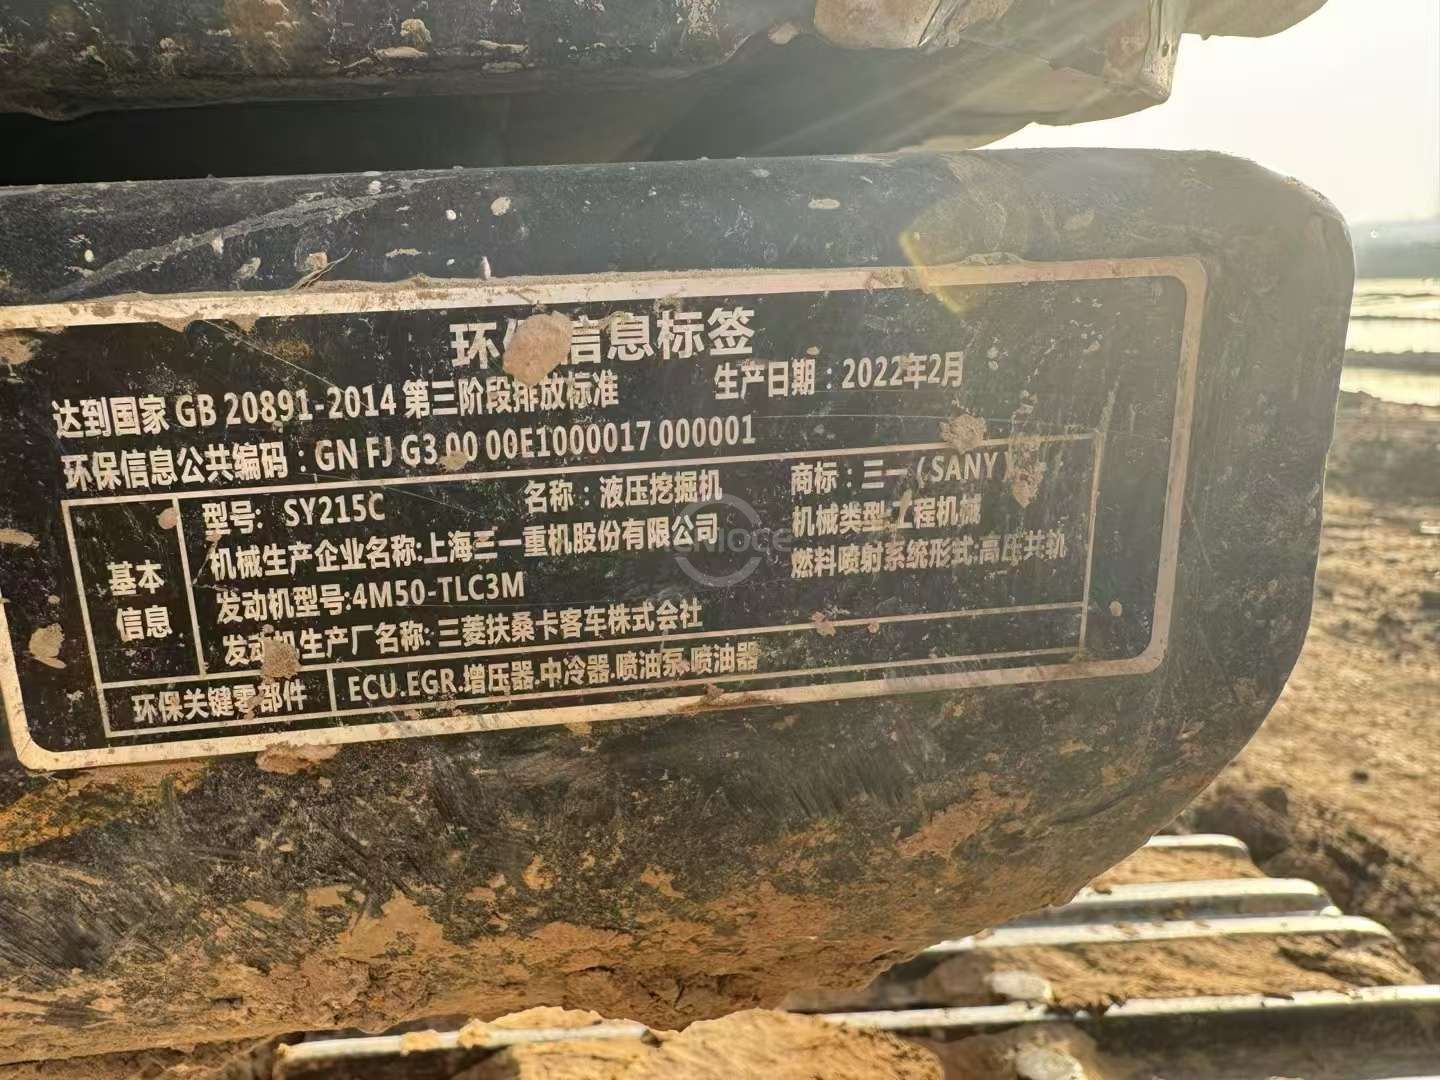 环保信息标签
达到国家 GB 20891-2014 第三阶段排放标准 生产日期：2022年2月
环保信息公共编码：GN FJ G3 00 00E1000017 000001
基本信息
型号: SY215C 名称：液压挖掘机 商标：三一（SANY）
机械生产企业名称:上海三一重机股份有限公司 机械类型:工程机械
发动机型号:4M50-TLC3M 燃料喷射系统形式:高压共轨
发动机生产厂名称: 三菱扶桑卡客车株式会社
环保关键零部件 ECU.EGR.增压器.中冷器.喷油泵.喷油器